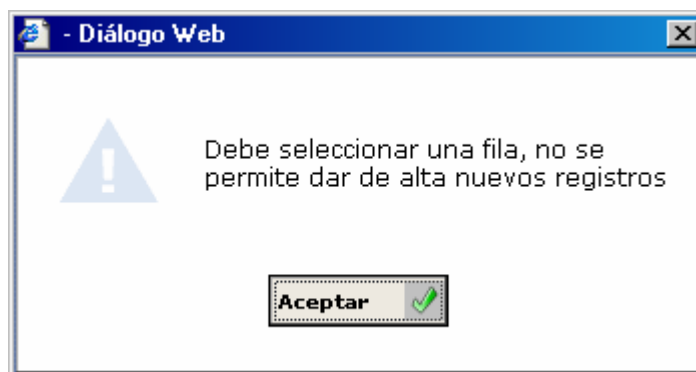 - Diálogo Web
Debe seleccionar una fila, no se
permite dar de alta nuevos registros
Aceptar